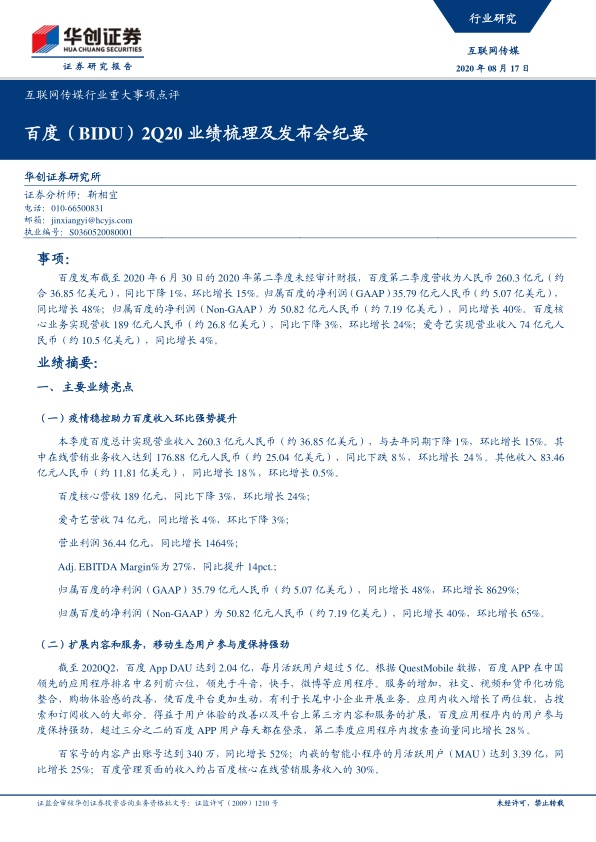 华创证券
HUA CHUANG SECURITIES
证券研究报告
行业研究
互联网传媒
2020 年 08 月 17 日
互联网传媒行业重大事项点评
百度（BIDU）2Q20 业绩梳理及发布会纪要
华创证券研究所
证券分析师：靳相宜
电话：010-66500831
邮箱：jinxiangyi@hcyjs.com
执业编号：S0360520080001
事项：
百度发布截至 2020 年 6 月 30 日的 2020 年第二季度未经审计财报，百度第二季度营收为人民币 260.3 亿元（约
合 36.85 亿美元），同比下降 1%，环比增长 15%。归属百度的净利润（GAAP）35.79 亿元人民币（约 5.07 亿美元），
同比增长 48%；归属百度的净利润（Non-GAAP）为 50.82 亿元人民币（约 7.19 亿美元），同比增长 40%。百度核
心业务实现营收 189 亿元人民币（约 26.8 亿美元），同比下降 3%，环比增长 24%；爱奇艺实现营业收入 74 亿元人
民币（约 10.5 亿美元），同比增长 4%。
业绩摘要：
一、主要业绩亮点
（一）疫情稳控助力百度收入环比强势提升
本季度百度总计实现营业收入 260.3 亿元人民币（约 36.85 亿美元），与去年同期下降 1%，环比增长 15%。其
中在线营销业务收入达到 176.88 亿元人民币（约 25.04 亿美元），同比下跌 8％，环比增长 24％。其他收入 83.46
亿元人民币（约 11.81 亿美元），同比增长 18％，环比增长 0.5%。
百度核心营收 189 亿元，同比下降 3%，环比增长 24%;
爱奇艺营收 74 亿元，同比增长 4%，环比下降 3%;
营业利润 36.44 亿元，同比增长 1464%;
Adj. EBITDA Margin%为 27%，同比提升 14pct.;
归属百度的净利润（GAAP）35.79 亿元人民币（约 5.07 亿美元），同比增长 48%，环比增长 8629%;
归属百度的净利润（Non-GAAP）为 50.82 亿元人民币（约 7.19 亿美元），同比增长 40%，环比增长 65%。
（二）扩展内容和服务，移动生态用户参与度保持强劲
截至 2020Q2，百度 App DAU 达到 2.04 亿，每月活跃用户超过 5 亿。根据 QuestMobile 数据，百度 APP 在中国
领先的应用程序排名中名列前六位，领先于斗音，快手，微博等应用程序。服务的增加，社交、视频和货币化功能
整合，购物体验感的改善，使百度平台更加生动，有利于长尾中小企开展业务。应用内收入增长了两位数，占搜
索和订阅收入的大部分。得益于用户体验的改善以及平台上第三方内容和服务的扩展，百度应用程序内的用户参与
度保持强劲，超过三分之二的百度 APP 用户每天都在登录，第二季度应用程序内搜索查询量同比增长 28％。
百家号的内容产出账号达到 340 万，同比增长 52%；内嵌的智能小程序的月活跃用户（MAU）达到 3.39 亿，同
比增长 25%；百度管理页面的收入约占百度核心在线营销服务收入的 30%。
证监会审核华创证券投资咨询业务资格批文号：证监许可（2009）1210 号
未经许可，禁止转载